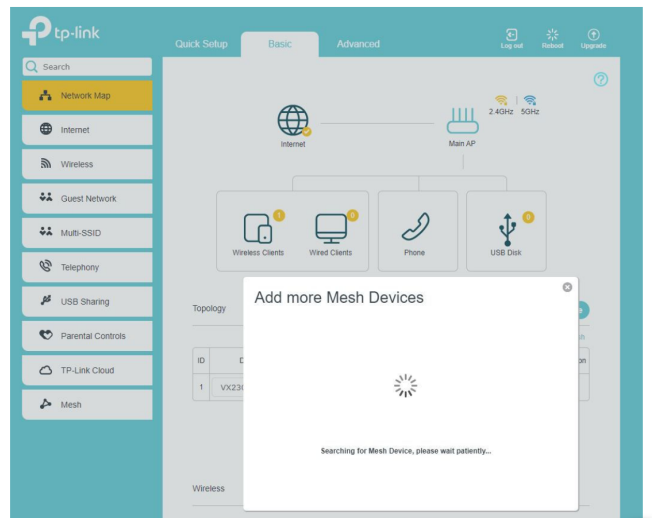 tp-link
Quick Setup Basic Advanced Log out Reboot Upgrade
Search
Network Map
Internet
Wireless
Guest Network
Multi-SSID
Telephony
USB Sharing
Parental Controls
TP-Link Cloud
Mesh
2.4GHz | 5GHz
Internet Main AP
1 0 0
Wireless Clients Wired Clients Phone USB Disk
Topology
ID
1
Wireless
Add more Mesh Devices
Searching for Mesh Device, please wait patiently...